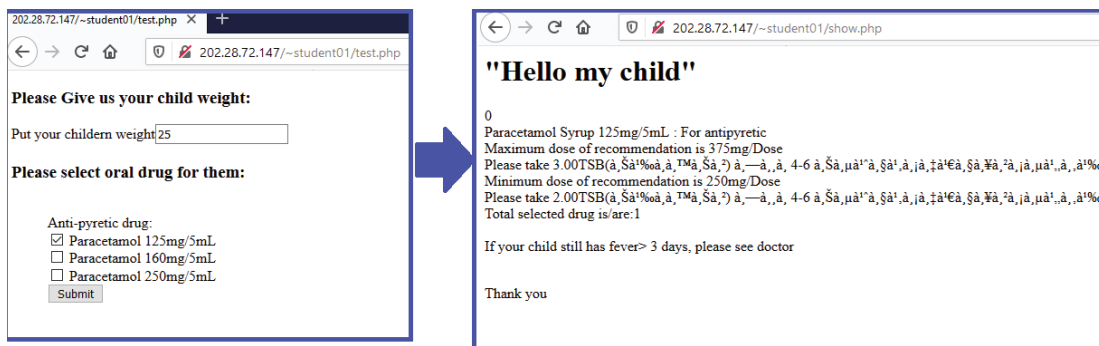 202.28.72.147/~student01/test.php
202.28.72.147/~student01/test.php
Please Give us your child weight:
Put your childern weight 25
Please select oral drug for them:
Anti-pyretic drug:
Paracetamol 125mg/5mL
Paracetamol 160mg/5mL
Paracetamol 250mg/5mL
Submit
202.28.72.147/~student01/show.php
"Hello my child"
0
Paracetamol Syrup 125mg/5mL : For antipyretic
Maximum dose of recommendation is 375mg/Dose
Please take 3.00TSB( 4-6
Minimum dose of recommendation is 250mg/Dose
Please take 2.00TSB( 4-6
Total selected drug is/are:1
If your child still has fever> 3 days, please see doctor
Thank you